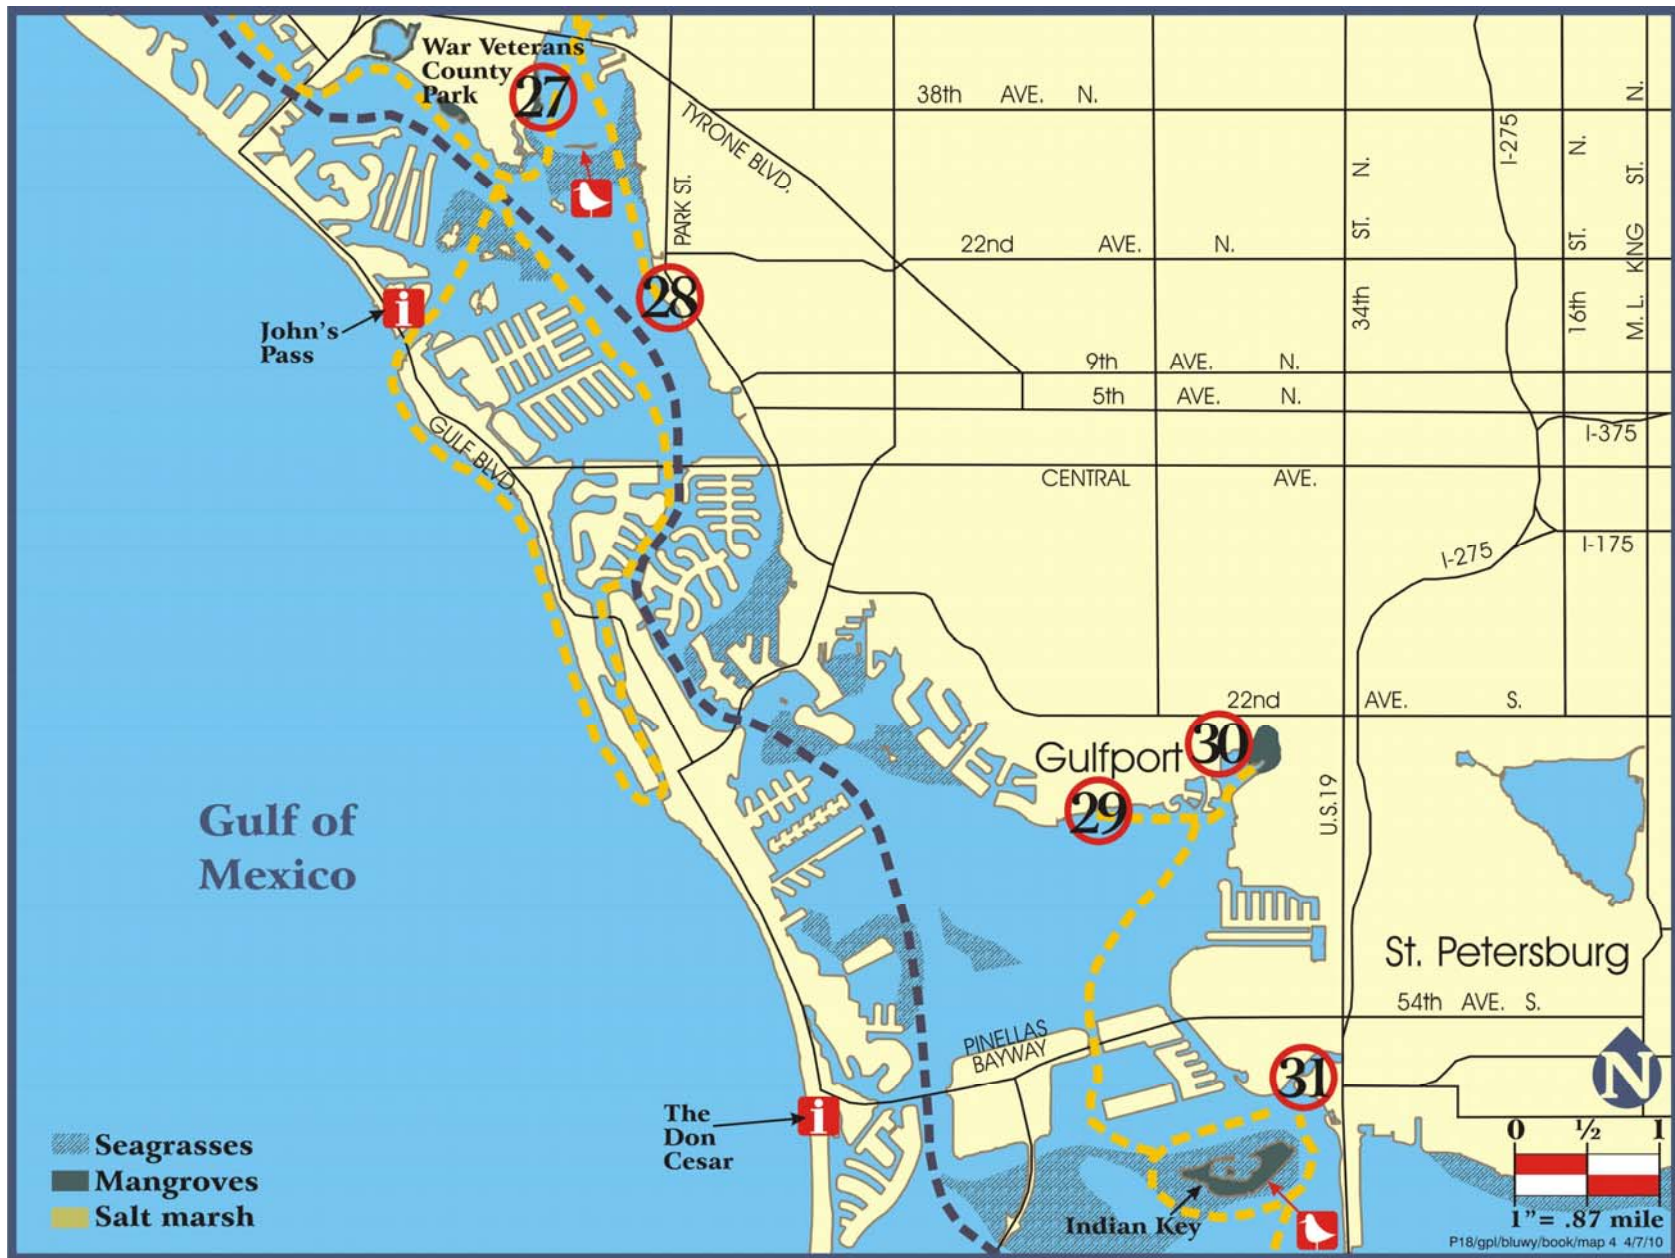 War Veterans
County
Park
27
38th AVE. N.
TYRONE BLVD.
PARK ST.
I-275
34th ST. N.
16th ST. N.
M. L. KING ST. N.
22nd AVE. N.
28
i
John's
Pass
9th AVE. N.
5th AVE. N.
I-375
GULF BLVD.
CENTRAL AVE.
I-275
I-175
22nd AVE. S.
30
Gulfport
29
U.S.19
Gulf of
Mexico
St. Petersburg
54th AVE. S.
PINELLAS
BAYWAY
31
N
The
Don
Cesar
i
Indian Key
Seagrasses
Mangroves
Salt marsh
0 ½ 1
1"= .87 mile
P18/gpl/bluwy/book/map 4 4/7/10